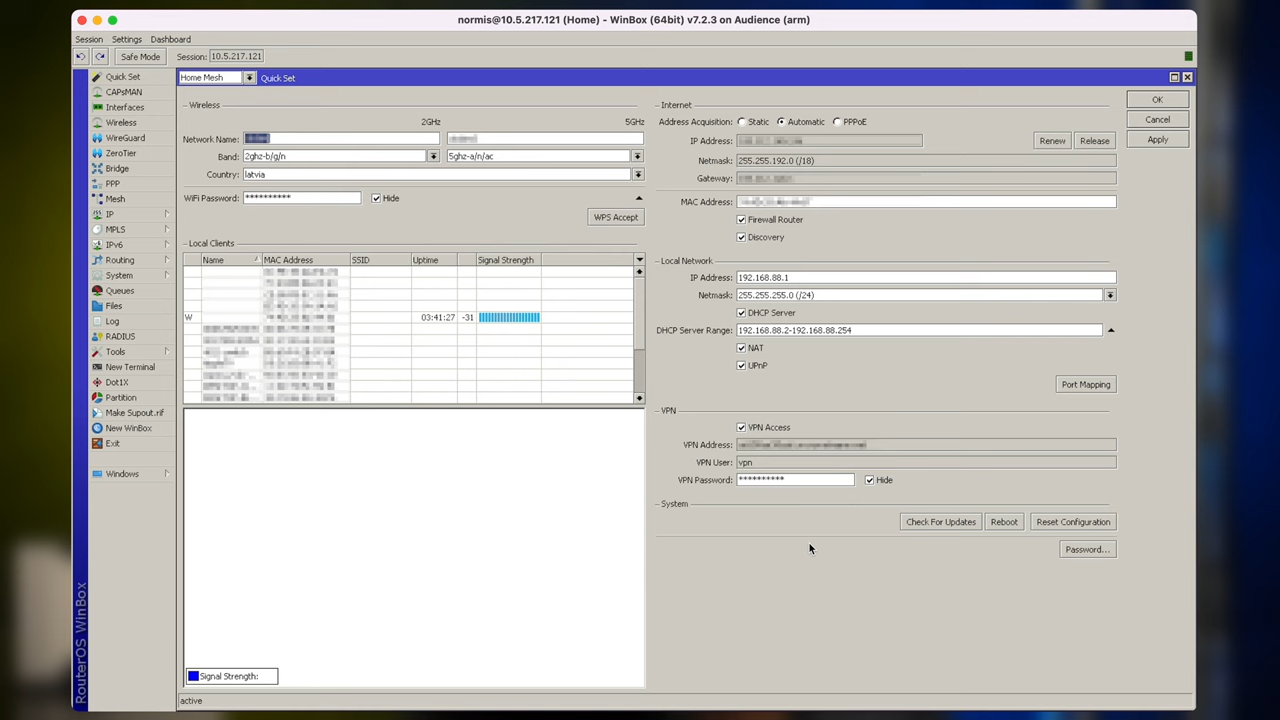 normis@10.5.217.121 (Home) - WinBox (64bit) v7.2.3 on Audience (arm)
Session Settings Dashboard
Safe Mode Session: 10.5.217.121
Quick Set
CAPsMAN
Interfaces
Wireless
WireGuard
ZeroTier
Bridge
PPP
Mesh
IP
MPLS
IPv6
Routing
System
Queues
Files
Log
RADIUS
Tools
New Terminal
Dot1X
Partition
Make Supout.rif
New WinBox
Exit
Windows
RouterOS WinBox
Home Mesh Quick Set
Wireless
2GHz 5GHz
Network Name:
Band: 2ghz-b/g/n 5ghz-a/n/ac
Country: latvia
WiFi Password: ********** Hide
WPS Accept
Local Clients
Name MAC Address SSID Uptime Signal Strength
W 03:41:27 -31
Signal Strength:
active
Internet
Address Acquisition: Static Automatic PPPoE
IP Address: Renew Release
Netmask: 255.255.192.0 (/18)
Gateway:
MAC Address:
Firewall Router
Discovery
Local Network
IP Address: 192.168.88.1
Netmask: 255.255.255.0 (/24)
DHCP Server
DHCP Server Range: 192.168.88.2-192.168.88.254
NAT
UPnP
Port Mapping
VPN
VPN Access
VPN Address:
VPN User: vpn
VPN Password: ********** Hide
System
Check For Updates Reboot Reset Configuration
Password...
OK
Cancel
Apply